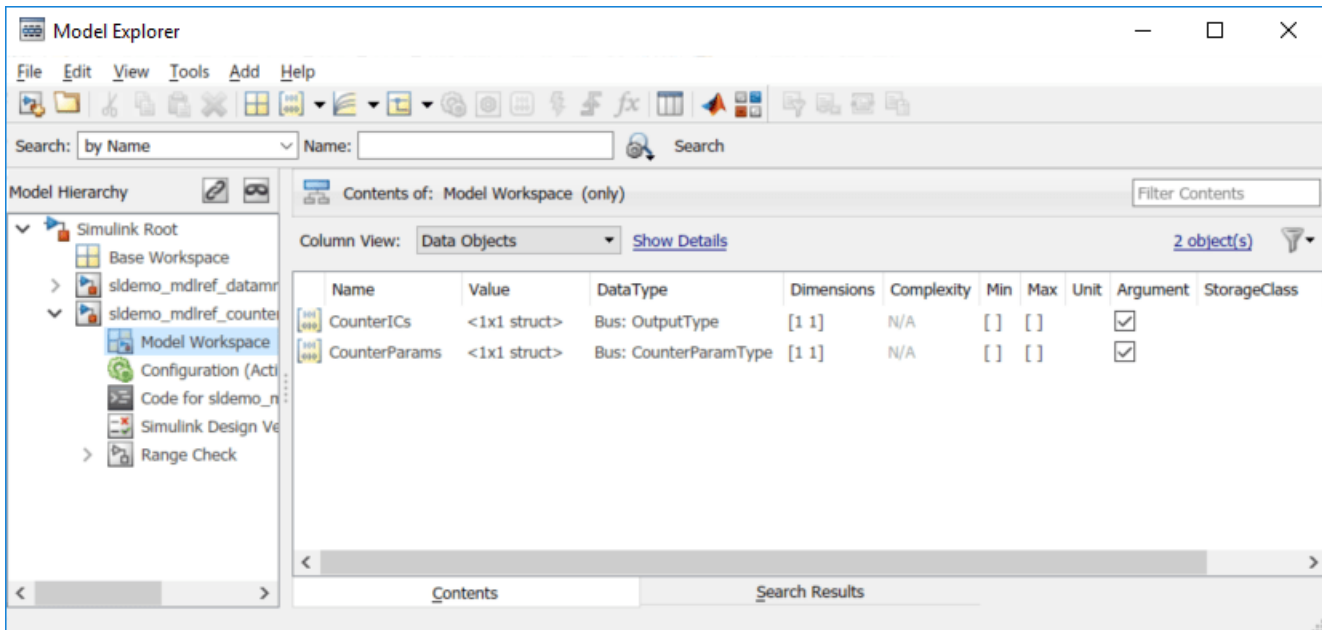 Model Explorer
File Edit View Tools Add Help
Search: by Name Name: Search
Model Hierarchy
Contents of: Model Workspace (only) Filter Contents
Simulink Root
Base Workspace
sldemo_mdlref_datamr
sldemo_mdlref_counter
Model Workspace
Configuration (Acti
Code for sldemo_m
Simulink Design Ve
Range Check
Column View: Data Objects Show Details 2 object(s)
Name Value DataType Dimensions Complexity Min Max Unit Argument StorageClass
CounterICs <1x1 struct> Bus: OutputType [1 1] N/A [ ] [ ]
CounterParams <1x1 struct> Bus: CounterParamType [1 1] N/A [ ] [ ]
Contents Search Results